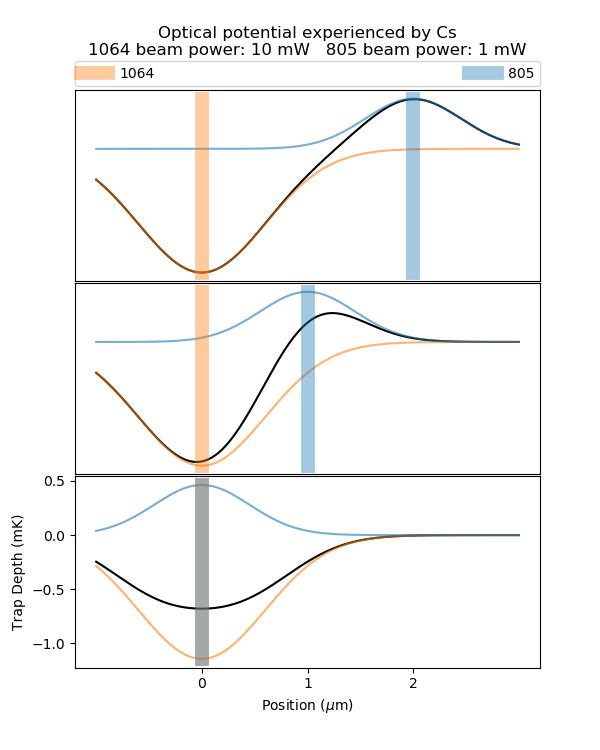 Optical potential experienced by Cs
1064 beam power: 10 mW   805 beam power: 1 mW
1064
805
0.5
0.0
−0.5
−1.0
Trap Depth (mK)
0
1
2
Position (μm)